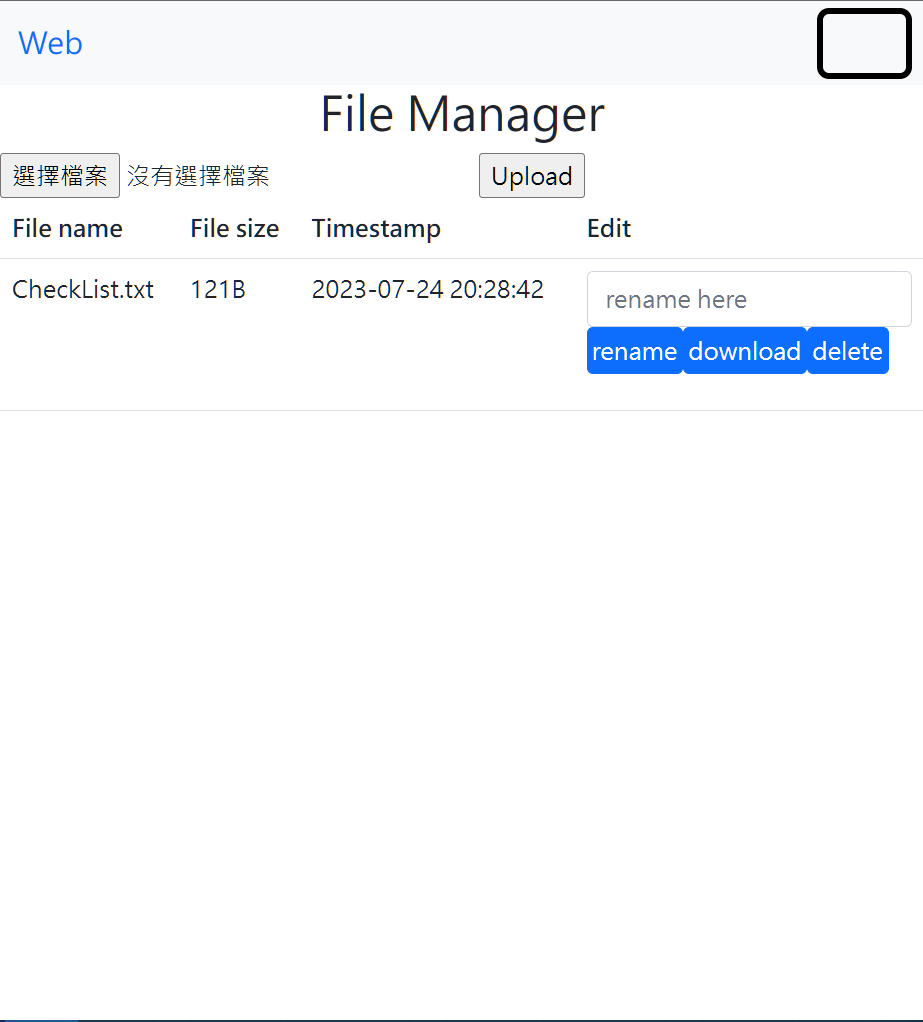 Web
File Manager
選擇檔案 沒有選擇檔案 Upload
File name File size Timestamp Edit
CheckList.txt 121B 2023-07-24 20:28:42 rename here
rename download delete